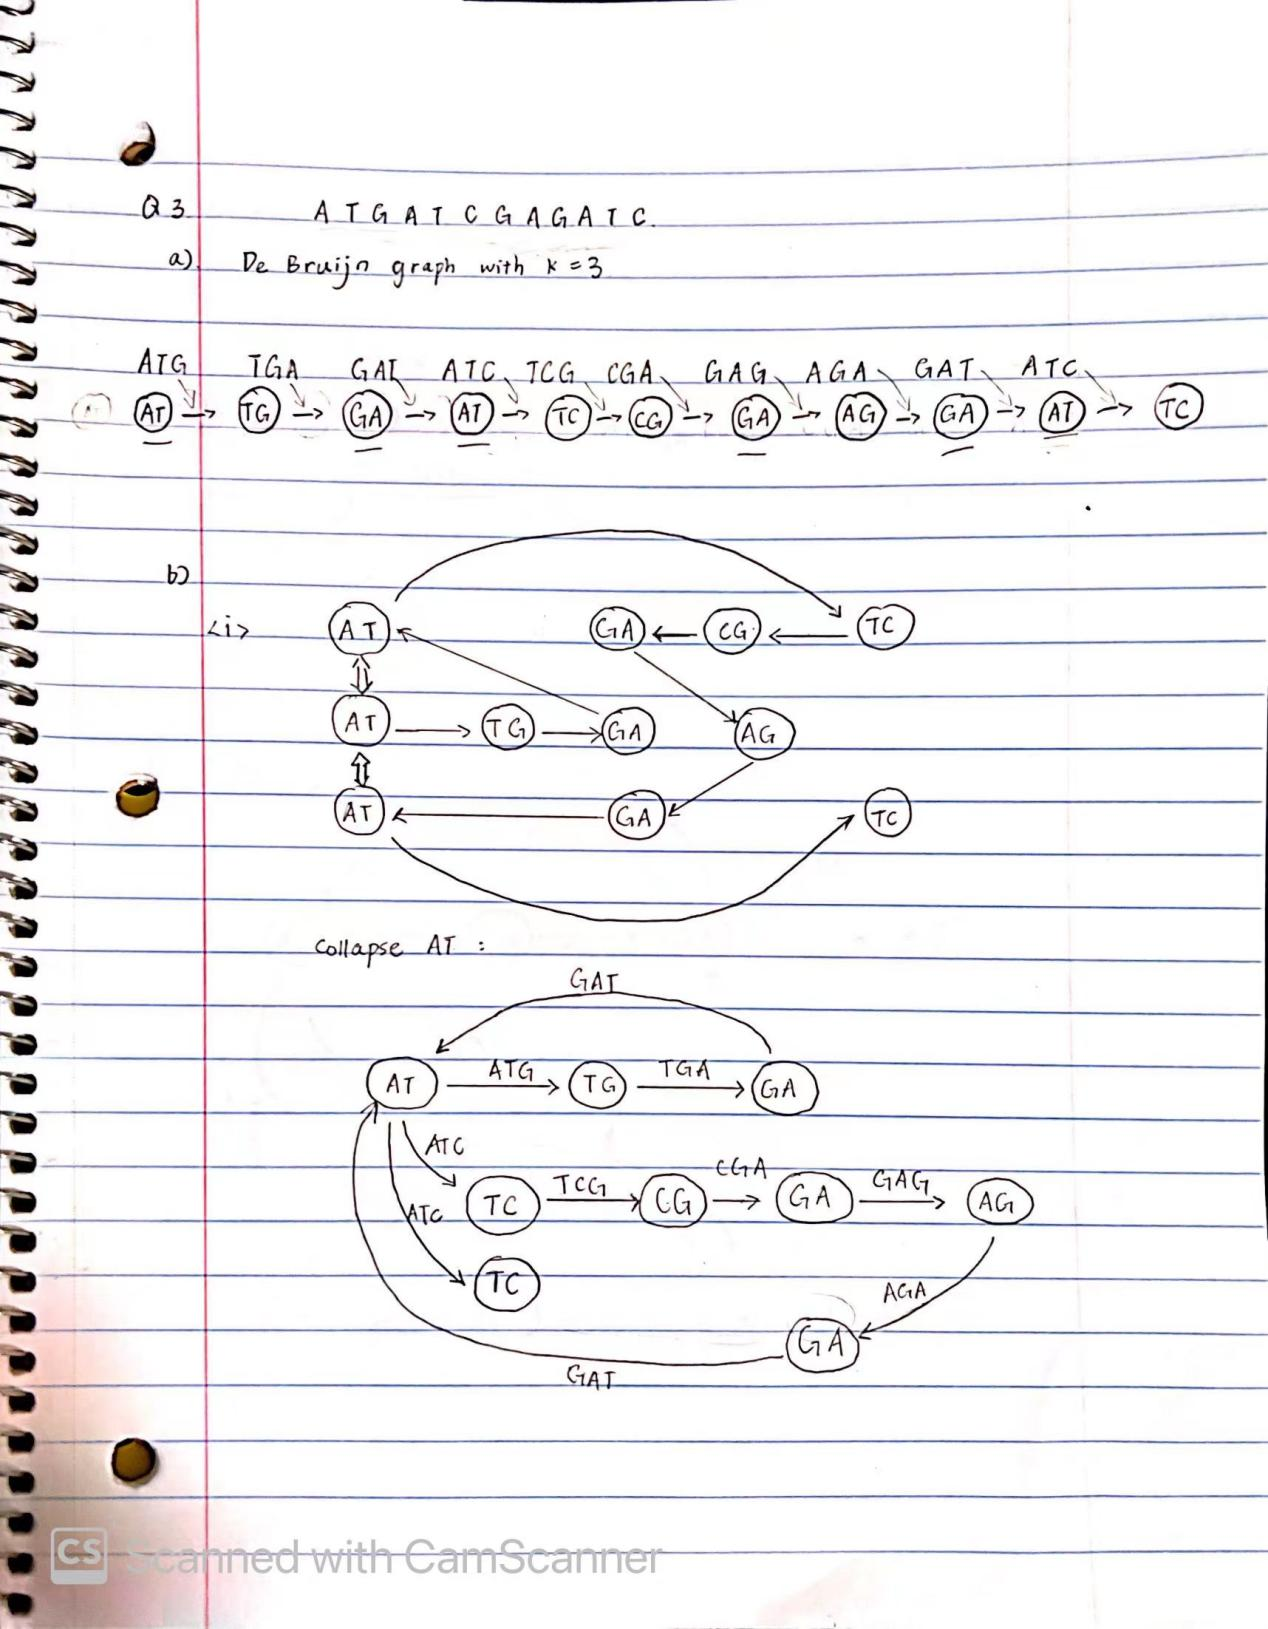 Q3 ATGATCGAGATC.
a) De Bruijn graph with k=3
ATG TGA GAT ATC TCG CGA GAG AGA GAT ATC
AT TG GA AT TC CG GA AG GA AT TC
b)
<i> AT GA CG TC
AT TG GA AG
AT GA TC
Collapse AT :
GAT
ATG TGA
AT TG GA
ATC
TCG CGA GAG
TC CG GA AG
ATC
TC
AGA
GA
GAT
CS Scanned with CamScanner